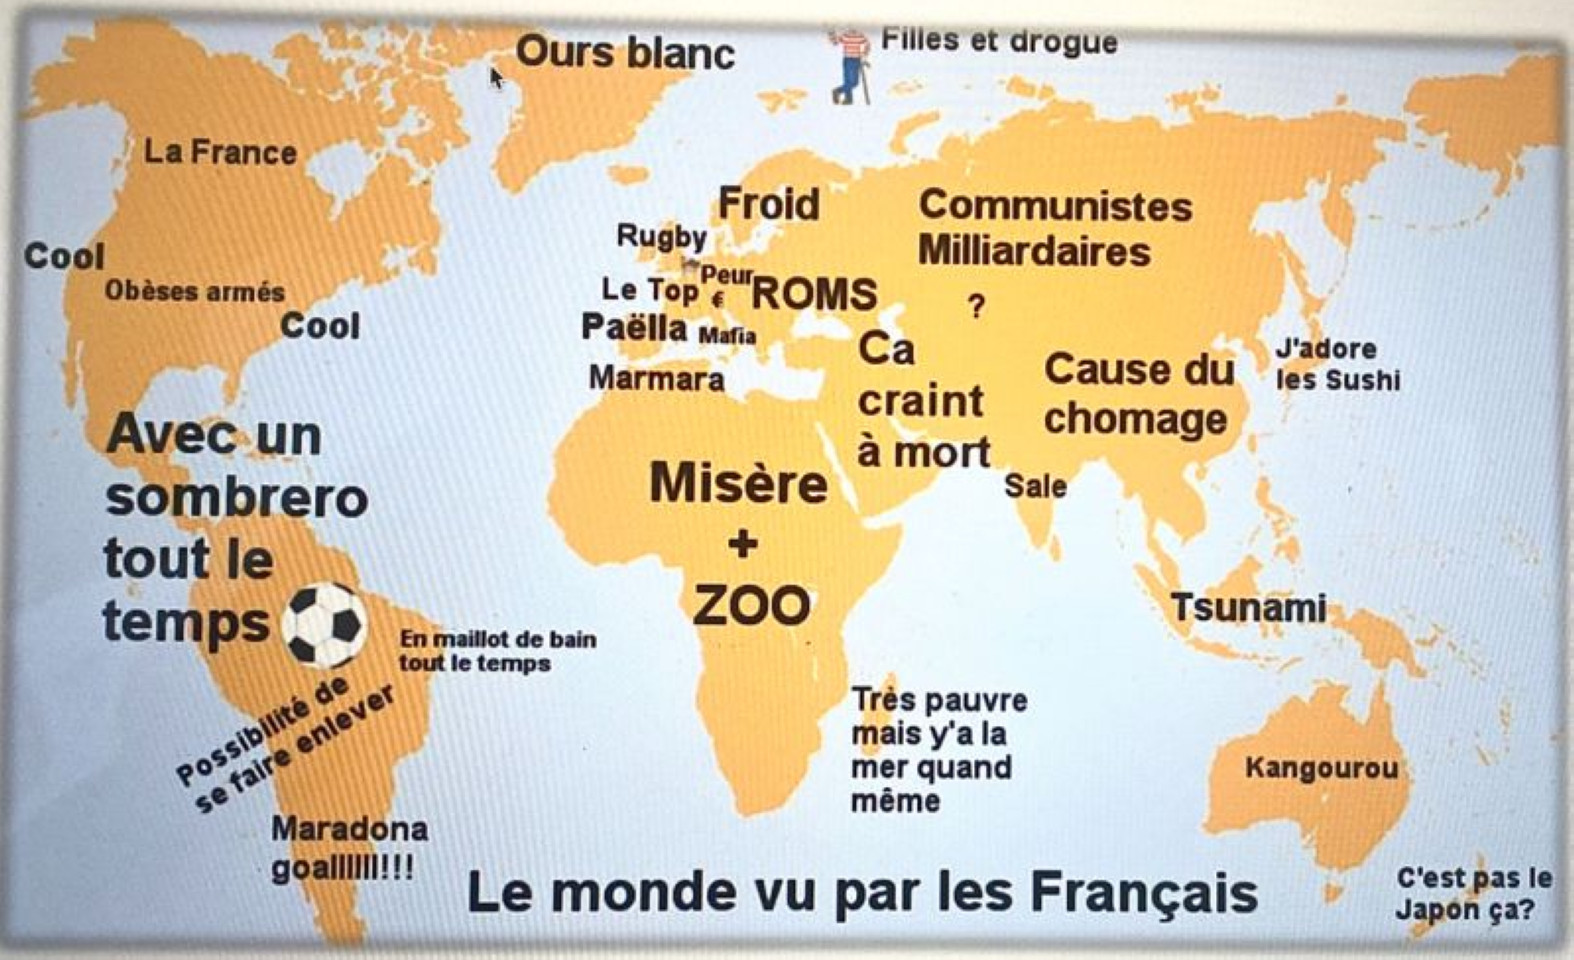 Ours blanc
Filles et drogue
La France
Froid
Communistes
Milliardaires
Rugby
Cool
Obèses armés
Cool
Le Top
Peur
€
ROMS
?
Paëlla
Mafia
Marmara
Ca
craint
à mort
Cause du
chomage
J'adore
les Sushi
Avec un
sombrero
tout le
temps
Misère
+
ZOO
Sale
Tsunami
En maillot de bain
tout le temps
Possibilité de
se faire enlever
Très pauvre
mais y'a la
mer quand
même
Kangourou
Maradona
goallllll!!!
Le monde vu par les Français
C'est pas le
Japon ça?